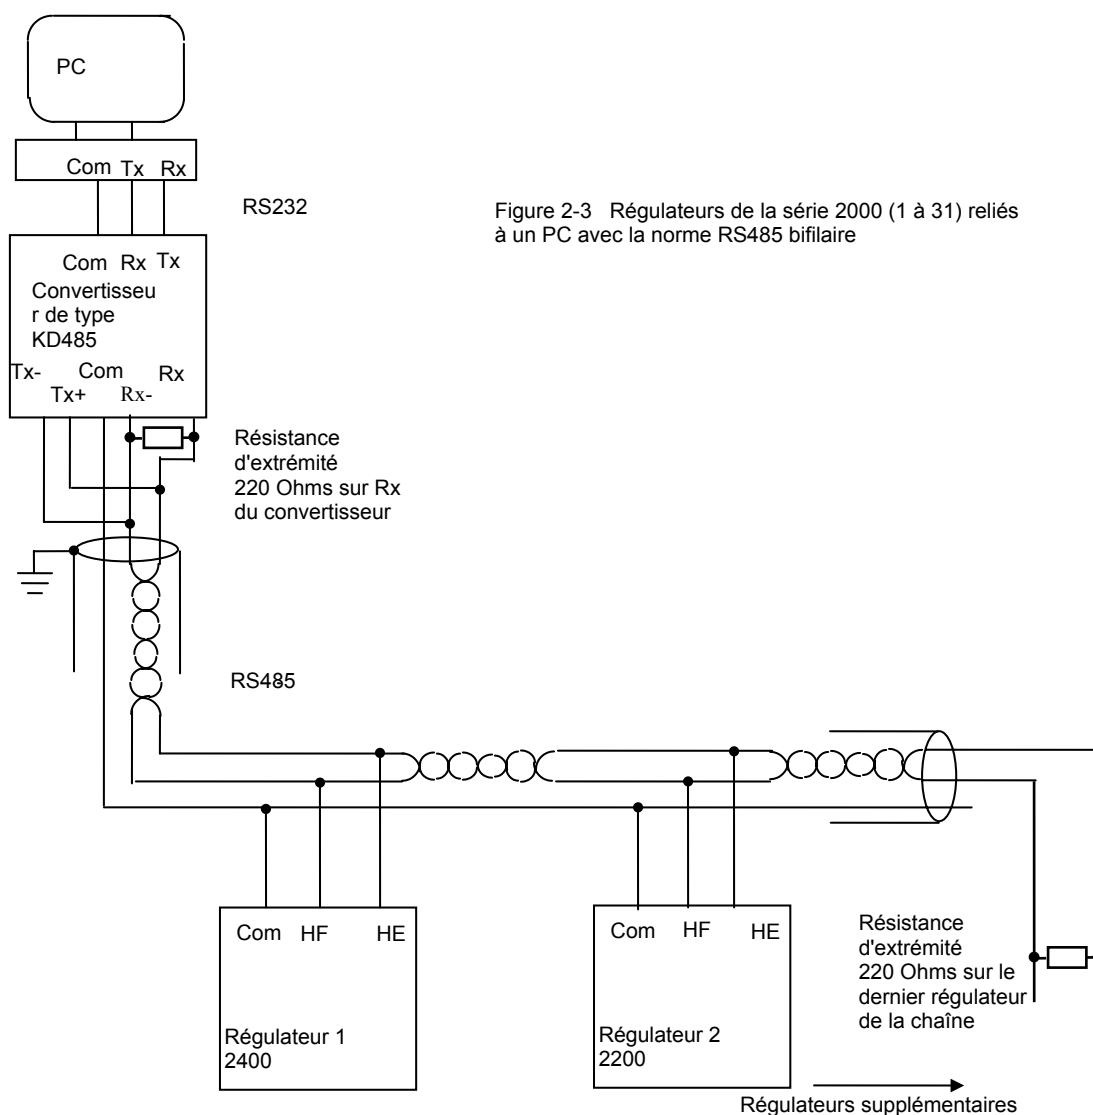 PC
Com Tx Rx
RS232
Figure 2-3 Régulateurs de la série 2000 (1 à 31) reliés
à un PC avec la norme RS485 bifilaire
Com Rx Tx
Convertisseu
r de type
KD485
Tx- Com Rx
Tx+ Rx-
Résistance
d'extrémité
220 Ohms sur Rx
du convertisseur
RS485
Com HF HE
Régulateur 1
2400
Com HF HE
Régulateur 2
2200
Résistance
d'extrémité
220 Ohms sur le
dernier régulateur
de la chaîne
Régulateurs supplémentaires